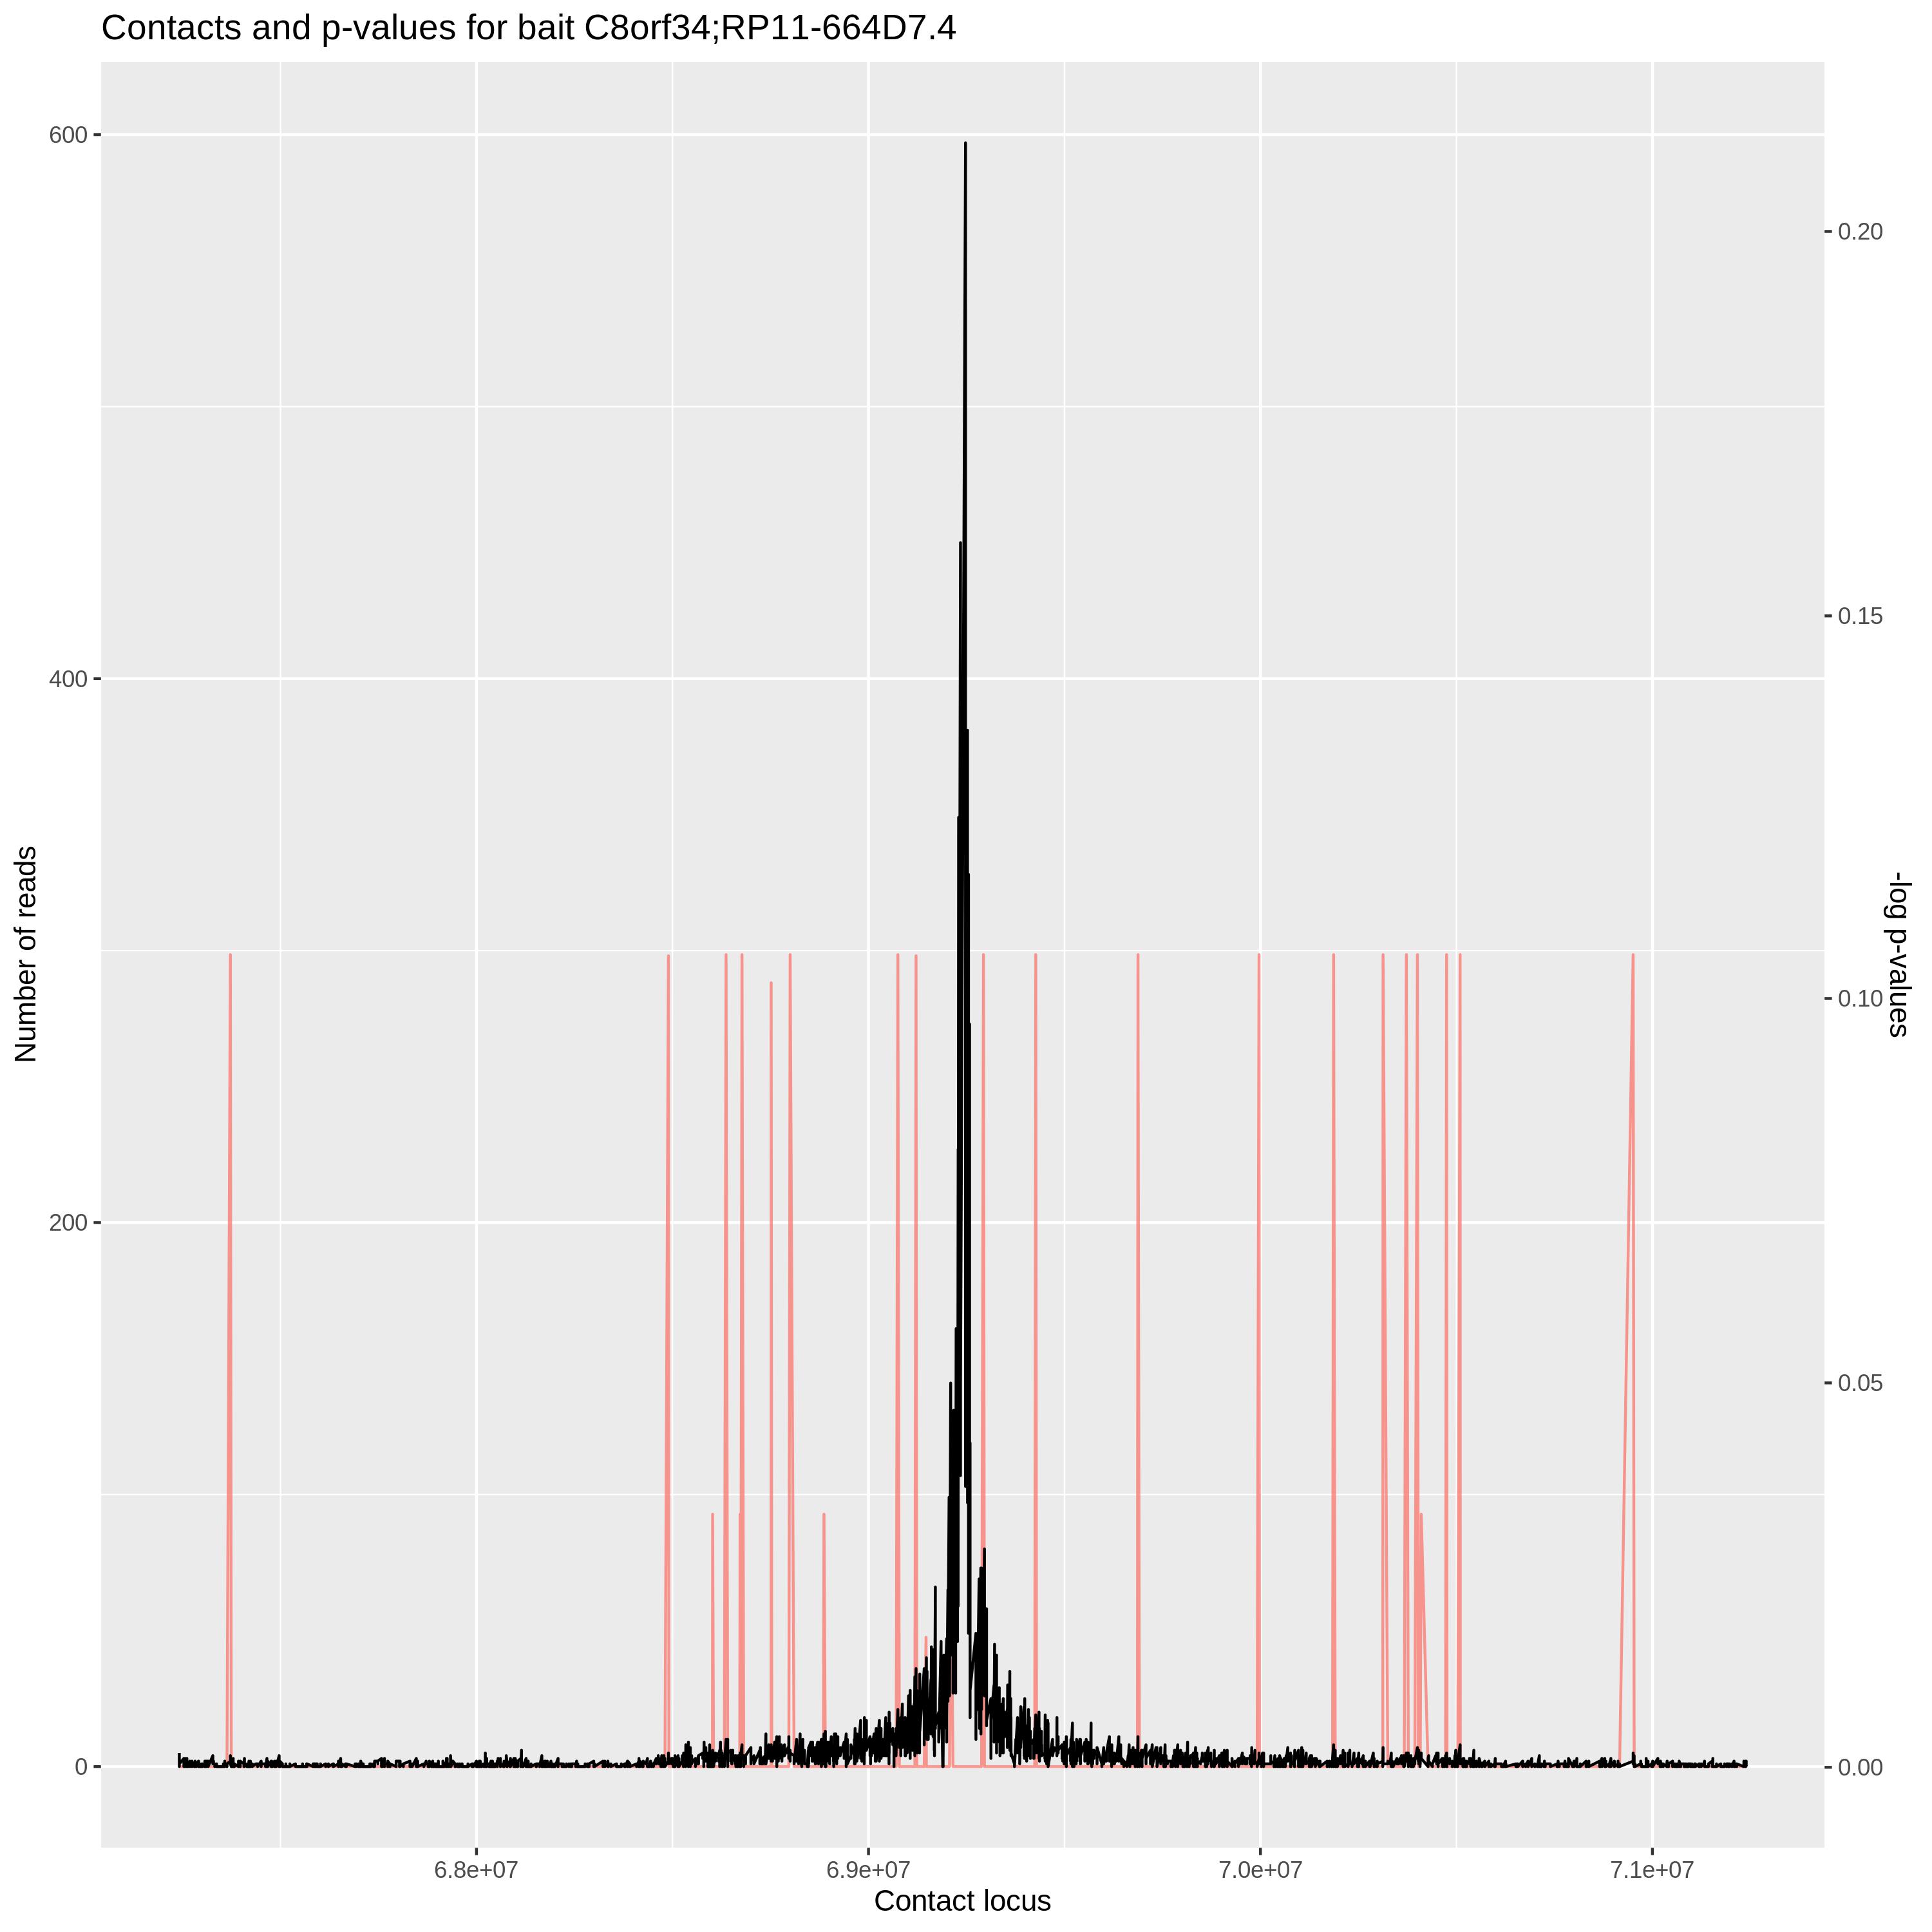 Contacts and p-values for bait C8orf34;RP11-664D7.4
600
400
200
0
Number of reads
0.20
0.15
0.10
0.05
0.00
-log p-values
6.8e+07
6.9e+07
7.0e+07
7.1e+07
Contact locus